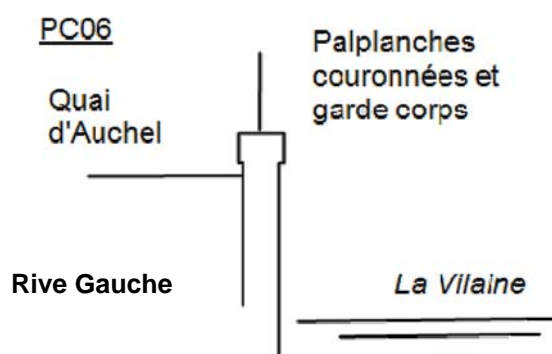 PC06
Palplanches
couronnées et
garde corps
Quai
d'Auchel
Rive Gauche
La Vilaine